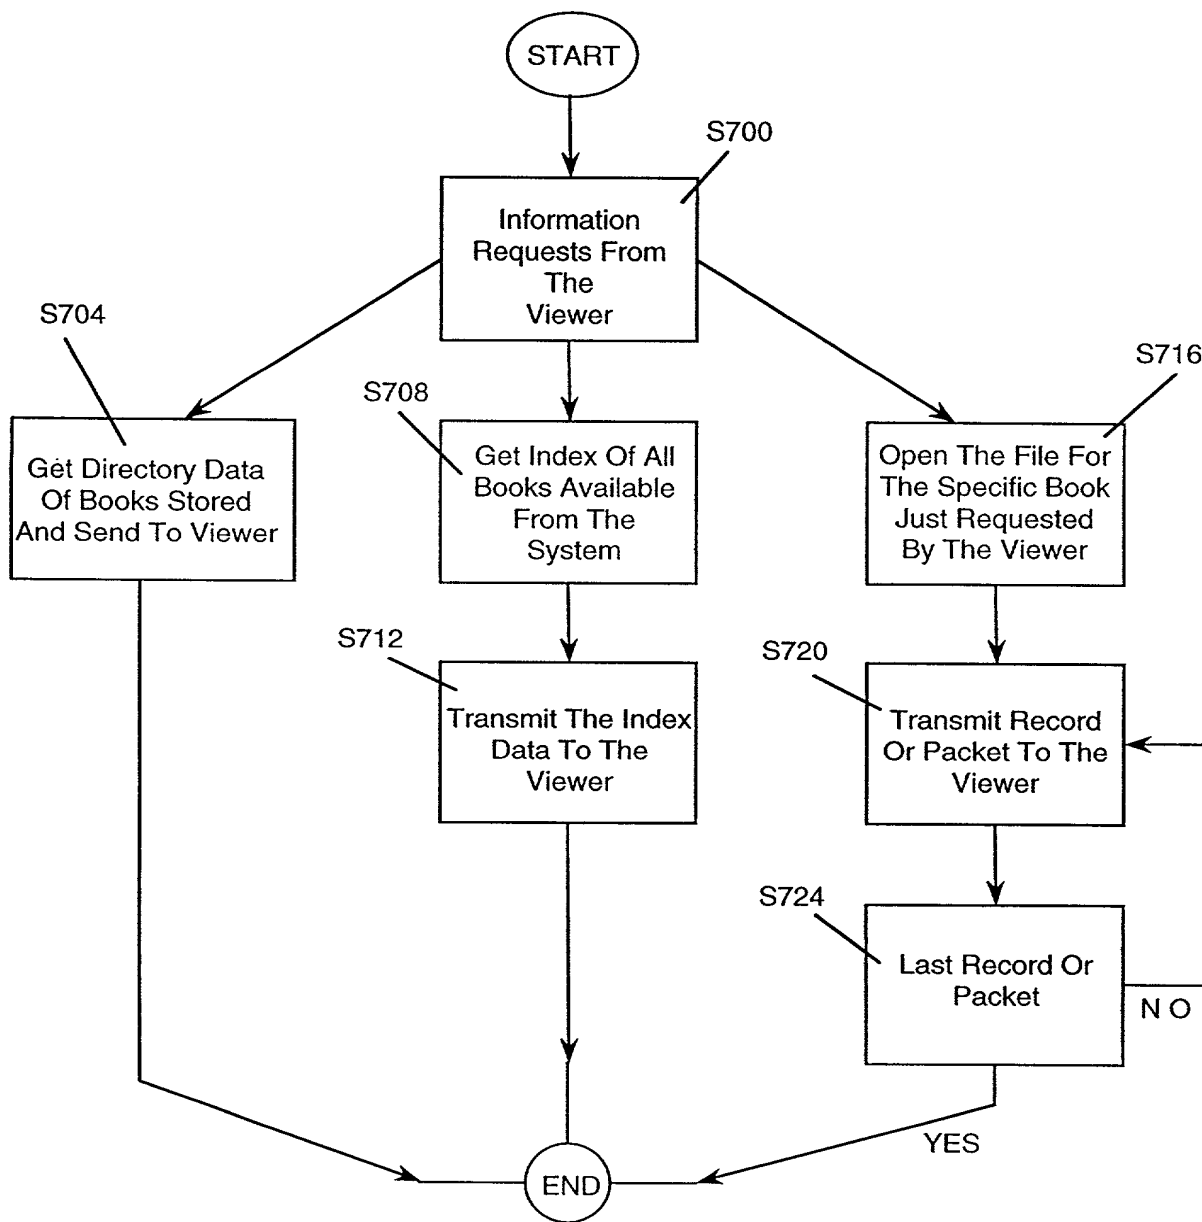 START
S700
Information
Requests From
The
Viewer
S704
Get Directory Data
Of Books Stored
And Send To Viewer
S708
Get Index Of All
Books Available
From The
System
S716
Open The File For
The Specific Book
Just Requested
By The Viewer
S712
Transmit The Index
Data To The
Viewer
S720
Transmit Record
Or Packet To The
Viewer
S724
Last Record Or
Packet
NO
YES
END